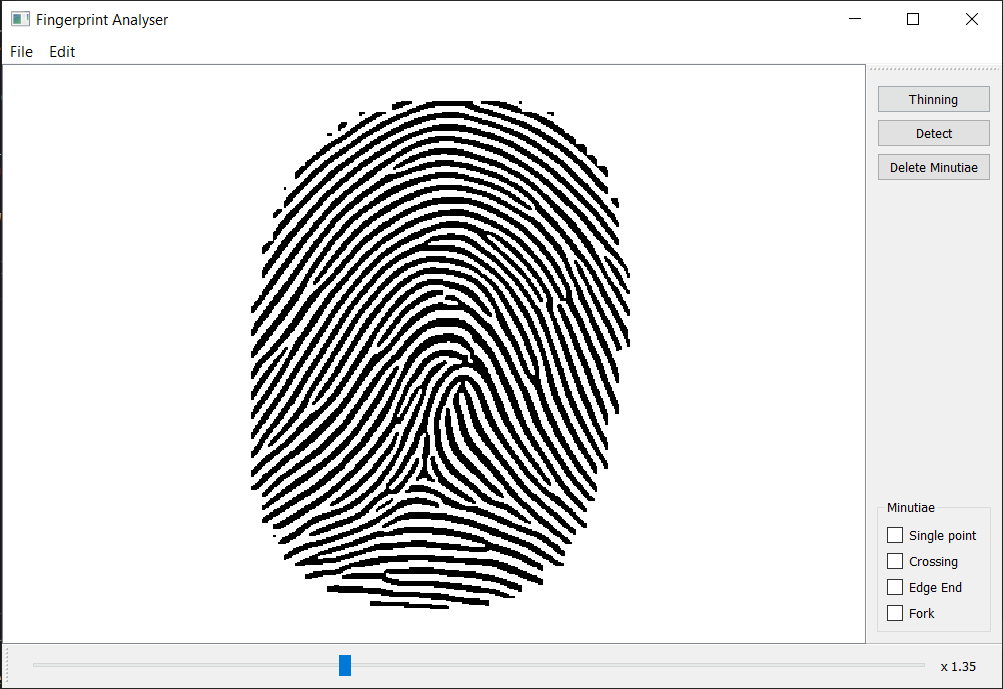 Fingerprint Analyser
File Edit
Thinning
Detect
Delete Minutiae
Minutiae
Single point
Crossing
Edge End
Fork
x 1.35